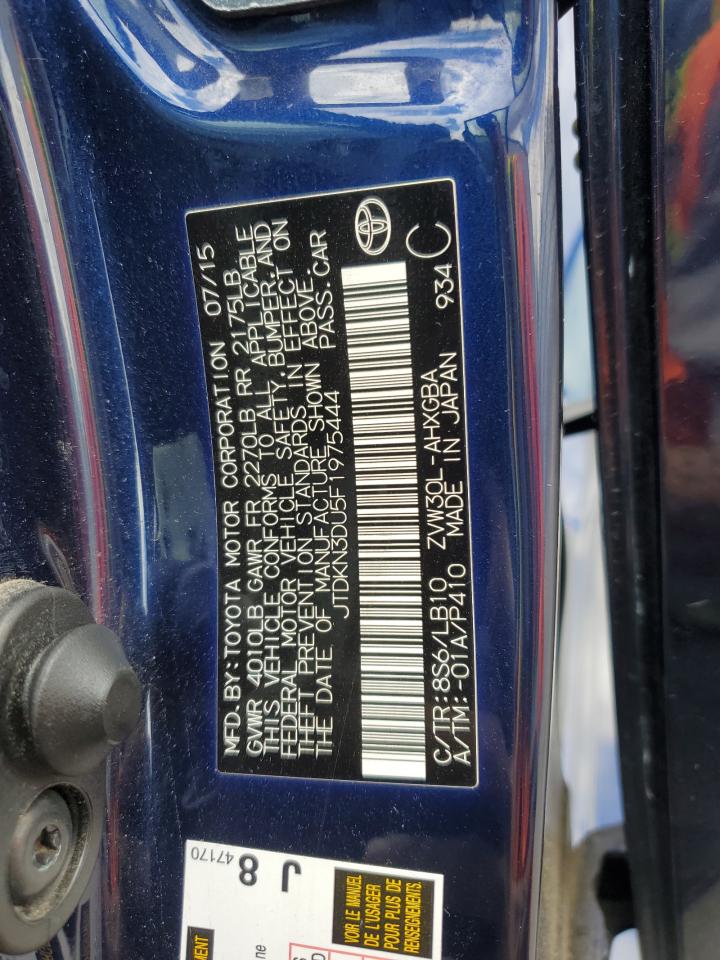 MFD.BY:TOYOTA MOTOR CORPORATION 07/15
GVWR 4010LB GAWR FR 2270LB RR 2175LB
THIS VEHICLE CONFORMS TO ALL APPLICABLE
FEDERAL MOTOR VEHICLE SAFETY,BUMPER,AND
THEFT PREVENTION STANDARDS IN EFFECT ON
THE DATE OF MANUFACTURE SHOWN ABOVE.
JTDKN3DU5F1975444 PASS.CAR
C/TR:8S6/LB10 ZVW30L-AHXGBA
A/TM:-01A/P410 MADE IN JAPAN 934
C
47170
J 8
VOIR LE MANUEL
DE L'USAGER
POUR PLUS DE
RENSEIGNEMENTS